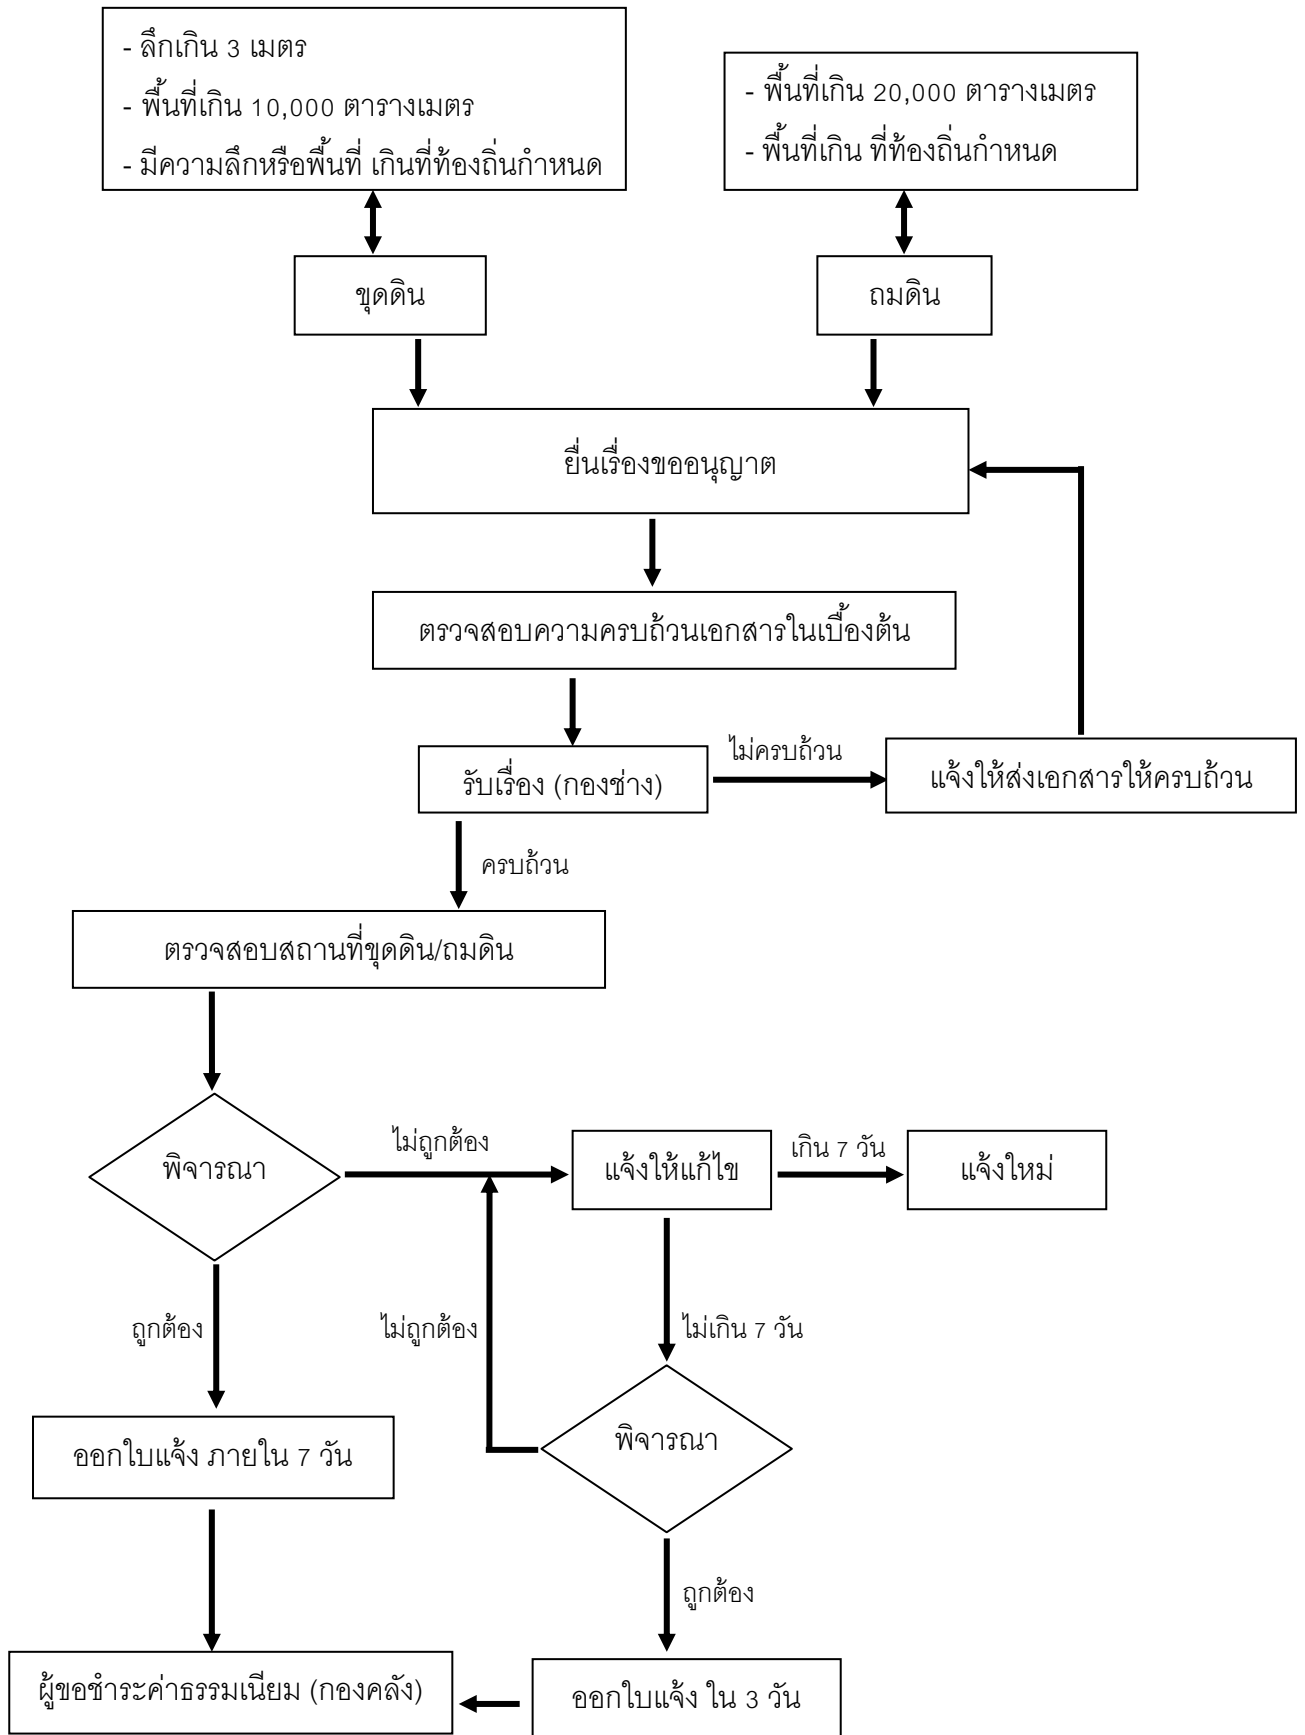 - ลึกเกิน 3 เมตร
- พื้นที่เกิน 10,000 ตารางเมตร
- มีความลึกหรือพื้นที่ เกินที่ท้องถิ่นกำหนด
- พื้นที่เกิน 20,000 ตารางเมตร
- พื้นที่เกิน ที่ท้องถิ่นกำหนด
ขุดดิน
ถมดิน
ยื่นเรื่องขออนุญาต
ตรวจสอบความครบถ้วนเอกสารในเบื้องต้น
รับเรื่อง (กองช่าง)
ไม่ครบถ้วน
แจ้งให้ส่งเอกสารให้ครบถ้วน
ครบถ้วน
ตรวจสอบสถานที่ขุดดิน/ถมดิน
พิจารณา
ไม่ถูกต้อง
แจ้งให้แก้ไข
เกิน 7 วัน
แจ้งใหม่
ถูกต้อง
ไม่ถูกต้อง
ไม่เกิน 7 วัน
ออกใบแจ้ง ภายใน 7 วัน
พิจารณา
ถูกต้อง
ผู้ขอชำระค่าธรรมเนียม (กองคลัง)
ออกใบแจ้ง ใน 3 วัน